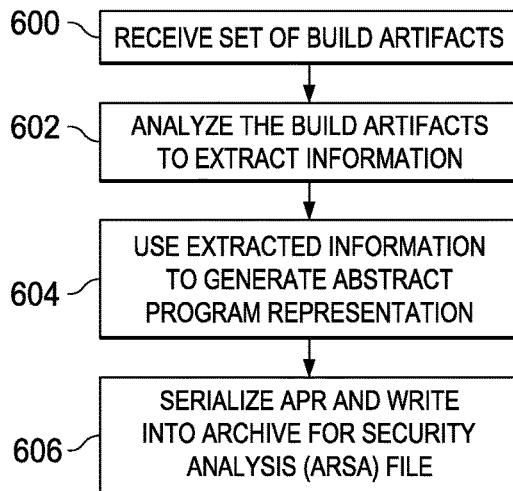 600
RECEIVE SET OF BUILD ARTIFACTS
602
ANALYZE THE BUILD ARTIFACTS
TO EXTRACT INFORMATION
604
USE EXTRACTED INFORMATION
TO GENERATE ABSTRACT
PROGRAM REPRESENTATION
606
SERIALIZE APR AND WRITE
INTO ARCHIVE FOR SECURITY
ANALYSIS (ARSA) FILE